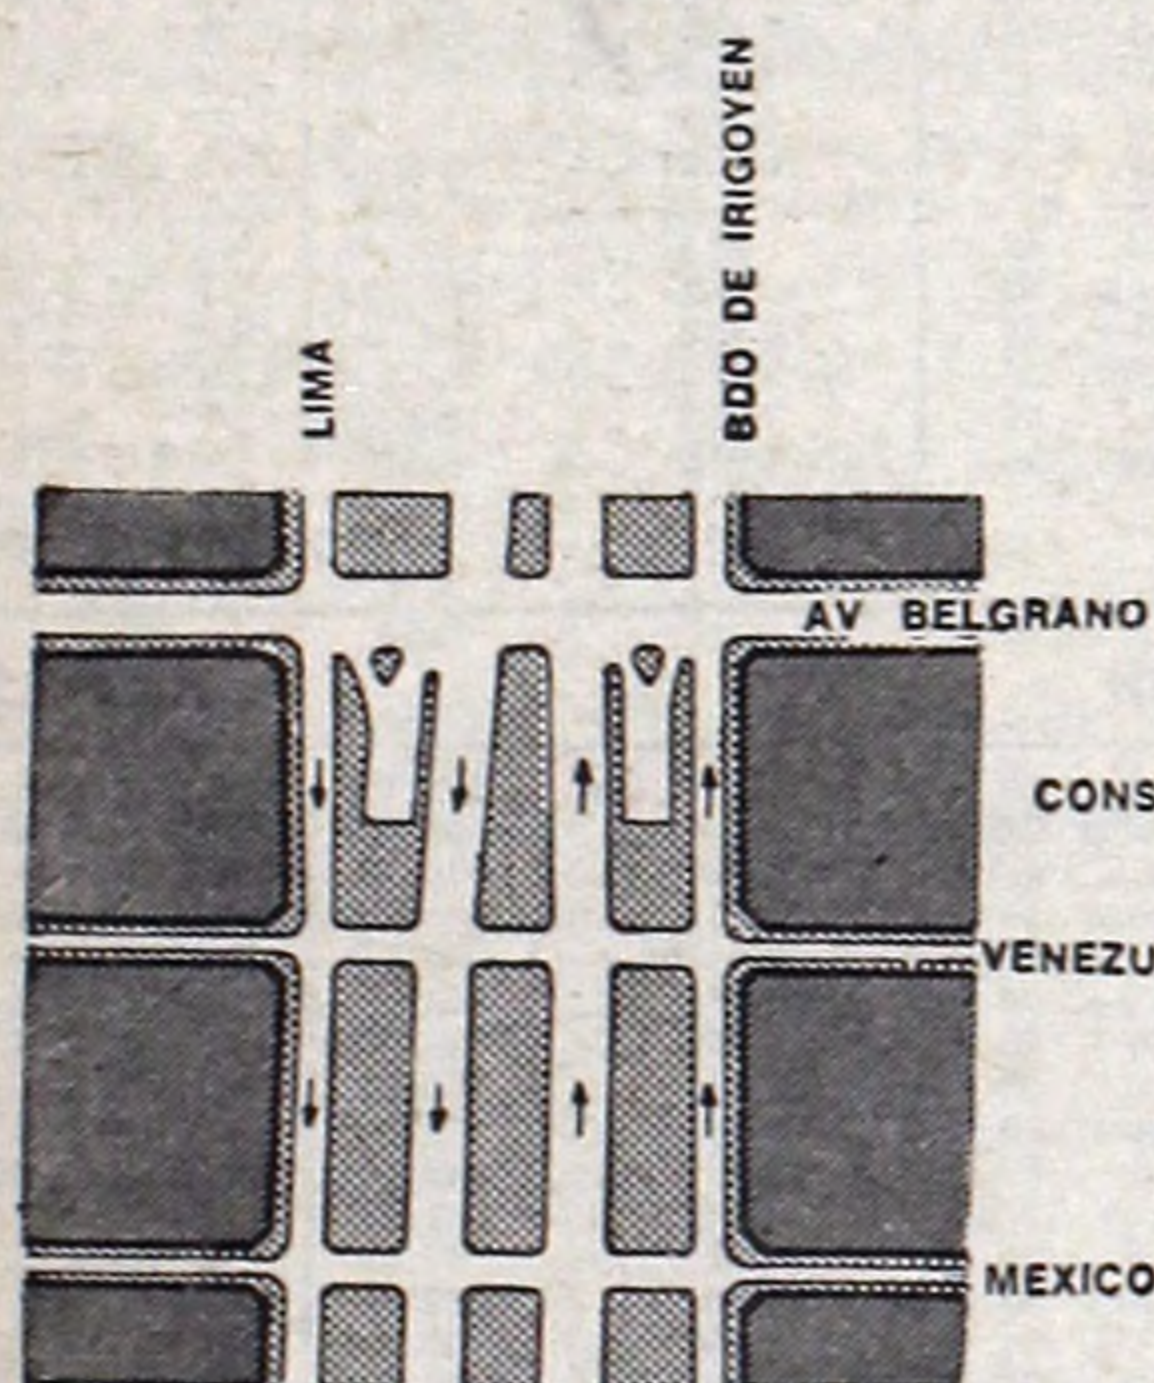 LIMA
BDO DE IRIGOYEN
AV BELGRANO
CONS
VENEZU
MEXICO